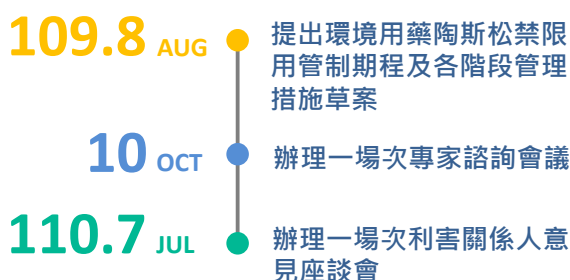 109.8 AUG
提出環境用藥陶斯松禁限
用管制期程及各階段管理
措施草案
10 OCT
辦理一場次專家諮詢會議
110.7 JUL
辦理一場次利害關係人意
見座談會